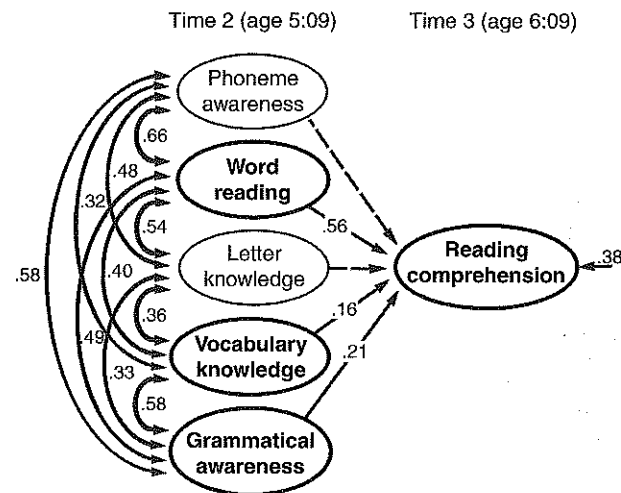 Time 2 (age 5:09)
Time 3 (age 6:09)
Phoneme
awareness
.66
.48
Word
reading
.32
.56
.54
Letter
knowledge
Reading
comprehension
.38
.58
.40
.36
.16
.49
Vocabulary
knowledge
.21
.33
.58
Grammatical
awareness